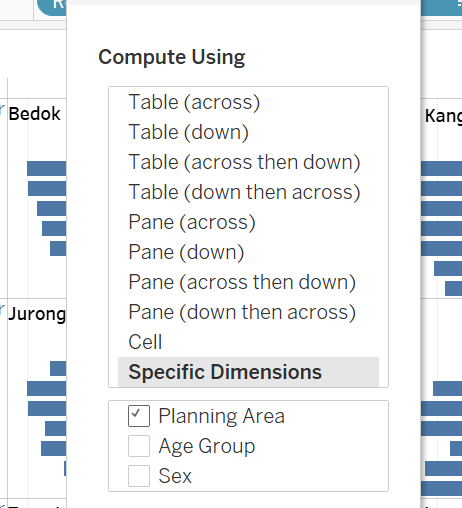 Compute Using
Table (across)
Bedok
Kang
Table (down)
Table (across then down)
Table (down then across)
Pane (across)
Pane (down)
Pane (across then down)
Pane (down then across)
Jurong
Cell
Specific Dimensions
Planning Area
Age Group
Sex